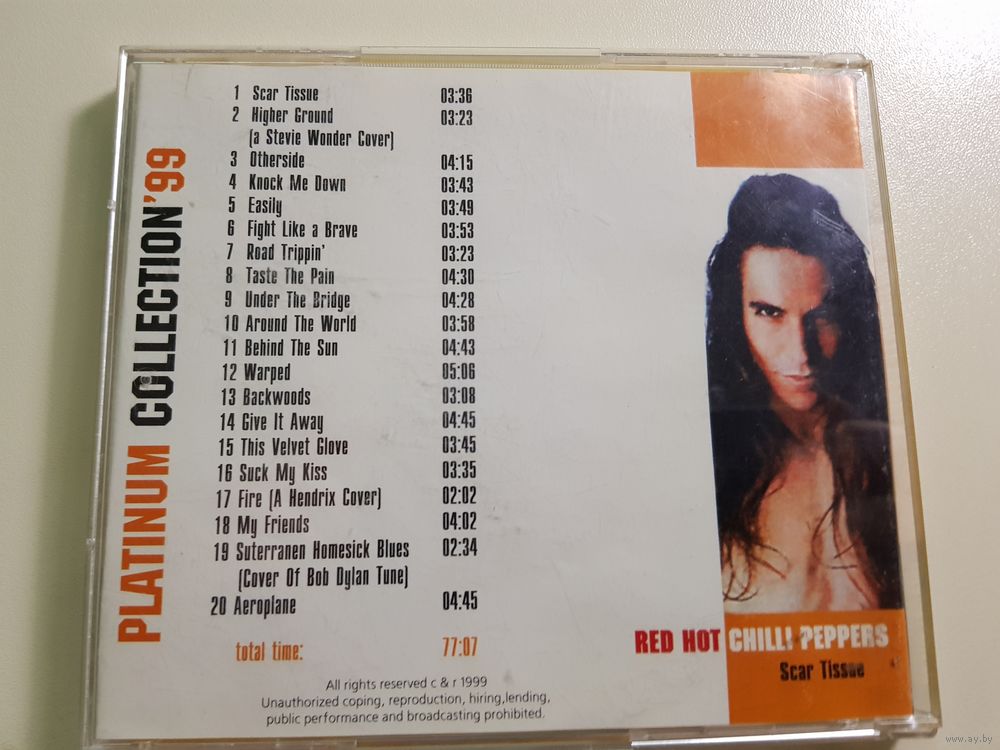 PLATINUM COLLECTION'99
1 Scar Tissue 03:36
2 Higher Ground 03:23
(a Stevie Wonder Cover)
3 Otherside 04:15
4 Knock Me Down 03:43
5 Easily 03:49
6 Fight Like a Brave 03:53
7 Road Trippin' 03:23
8 Taste The Pain 04:30
9 Under The Bridge 04:28
10 Around The World 03:58
11 Behind The Sun 04:43
12 Warped 05:06
13 Backwoods 03:08
14 Give It Away 04:45
15 This Velvet Glove 03:45
16 Suck My Kiss 03:35
17 Fire (A Hendrix Cover) 02:02
18 My Friends 04:02
19 Suterranen Homesick Blues 02:34
(Cover Of Bob Dylan Tune)
20 Aeroplane 04:45
total time: 77:07
All rights reserved c & r 1999
Unauthorized coping, reproduction, hiring,lending,
public performance and broadcasting prohibited.
RED HOT CHILLI PEPPERS
Scar Tissue
www.ay.by